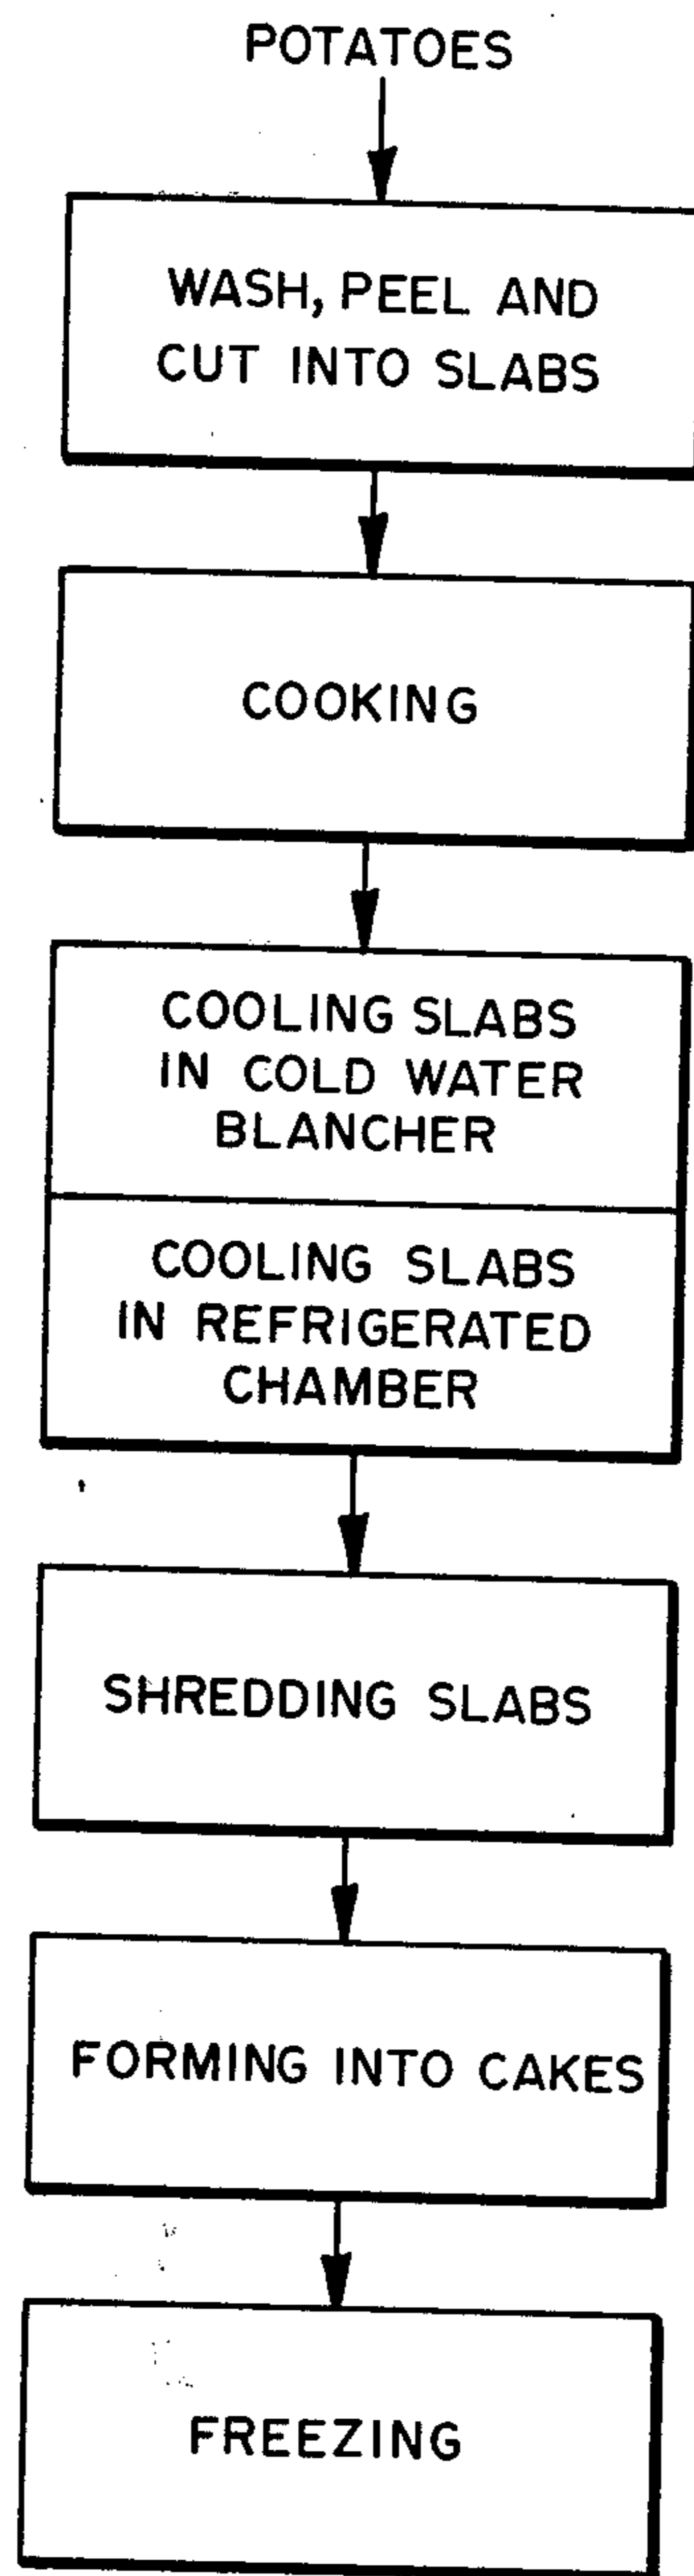 POTATOES
WASH, PEEL AND
CUT INTO SLABS
COOKING
COOLING SLABS
IN COLD WATER
BLANCHER
COOLING SLABS
IN REFRIGERATED
CHAMBER
SHREDDING SLABS
FORMING INTO CAKES
FREEZING